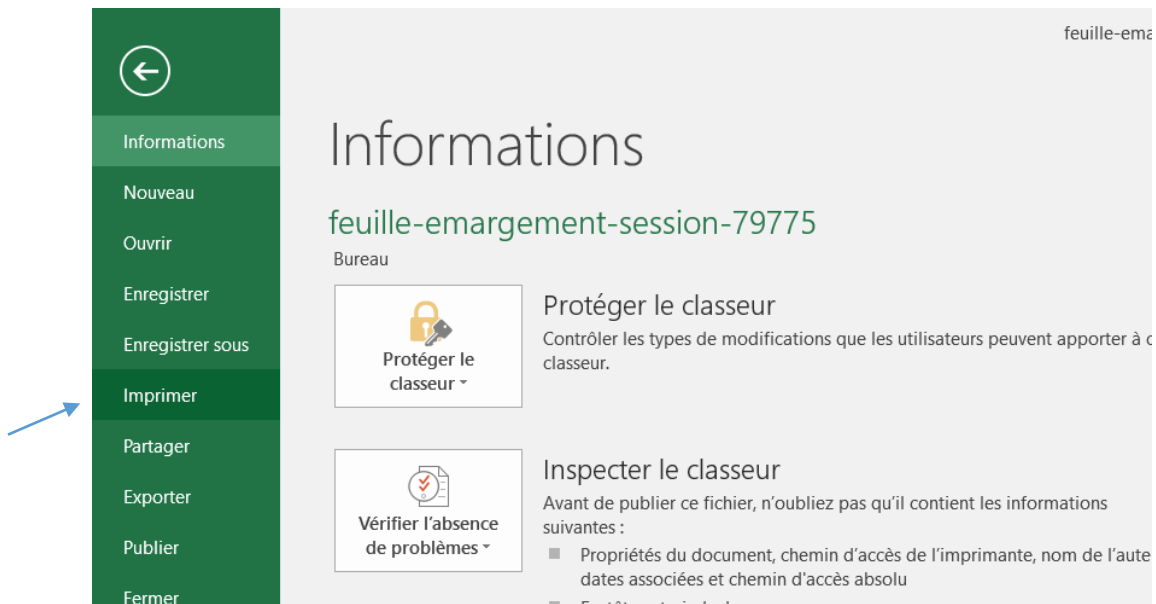 feuille-ema
Informations
Nouveau
Ouvrir
Enregistrer
Enregistrer sous
Imprimer
Partager
Exporter
Publier
Fermer
Informations
feuille-emargement-session-79775
Bureau
Protéger le
classeur
Protéger le classeur
Contrôler les types de modifications que les utilisateurs peuvent apporter à
classeur.
Vérifier l'absence
de problèmes
Inspecter le classeur
Avant de publier ce fichier, n'oubliez pas qu'il contient les informations
suivantes :
Propriétés du document, chemin d'accès de l'imprimante, nom de l'aute
dates associées et chemin d'accès absolu